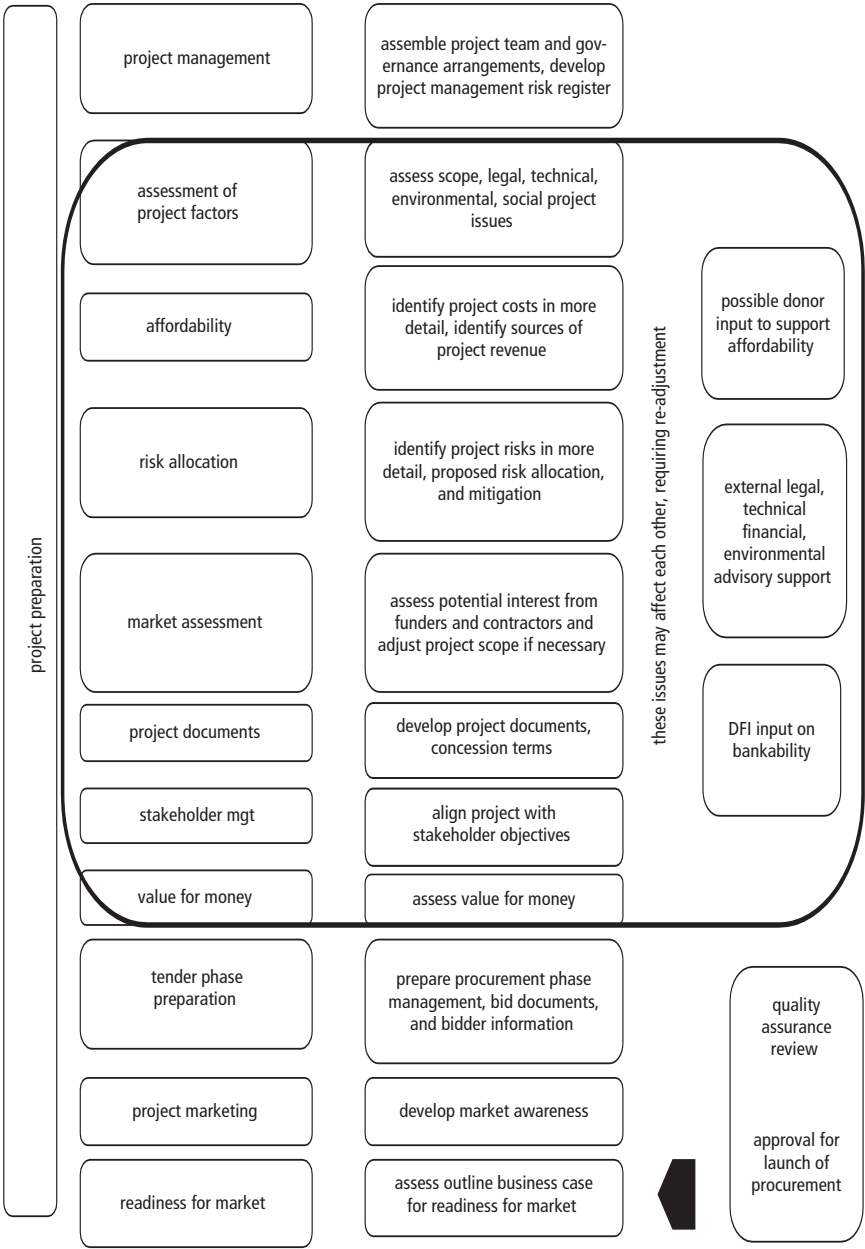 project preparation
project management
assemble project team and gov-
ernance arrangements, develop
project management risk register
assessment of
project factors
assess scope, legal, technical,
environmental, social project
issues
affordability
identify project costs in more
detail, identify sources of
project revenue
risk allocation
identify project risks in more
detail, proposed risk allocation,
and mitigation
market assessment
assess potential interest from
funders and contractors and
adjust project scope if necessary
project documents
develop project documents,
concession terms
stakeholder mgt
align project with
stakeholder objectives
value for money
assess value for money
these issues may affect each other, requiring re-adjustment
possible donor
input to support
affordability
external legal,
technical
financial,
environmental
advisory support
DFI input on
bankability
tender phase
preparation
prepare procurement phase
management, bid documents,
and bidder information
project marketing
develop market awareness
readiness for market
assess outline business case
for readiness for market
quality
assurance
review
approval for
launch of
procurement